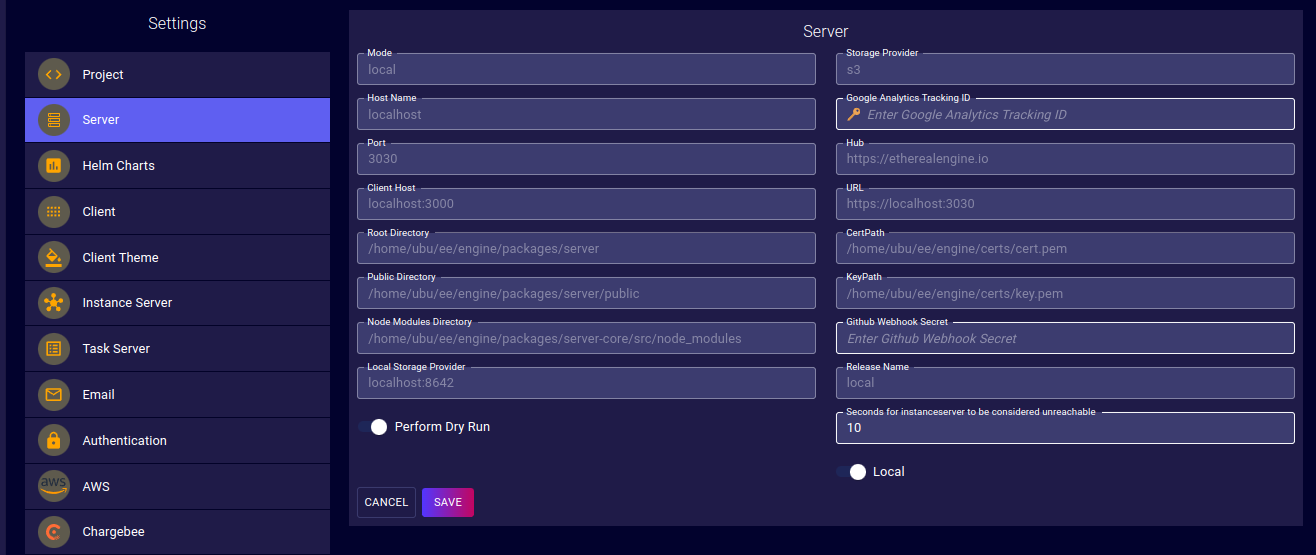 Settings
Project
Server
Helm Charts
Client
Client Theme
Instance Server
Task Server
Email
Authentication
aws
AWS
Chargebee
Server
Mode
local
Host Name
localhost
Port
3030
Client Host
localhost:3000
Root Directory
/home/ubu/ee/engine/packages/server
Public Directory
/home/ubu/ee/engine/packages/server/public
Node Modules Directory
/home/ubu/ee/engine/packages/server-core/src/node_modules
Local Storage Provider
localhost:8642
Perform Dry Run
Storage Provider
s3
Google Analytics Tracking ID
Enter Google Analytics Tracking ID
Hub
https://etherealengine.io
URL
https://localhost:3030
CertPath
/home/ubu/ee/engine/certs/cert.pem
KeyPath
/home/ubu/ee/engine/certs/key.pem
Github Webhook Secret
Enter Github Webhook Secret
Release Name
local
Seconds for instanceserver to be considered unreachable
10
Local
CANCEL
SAVE